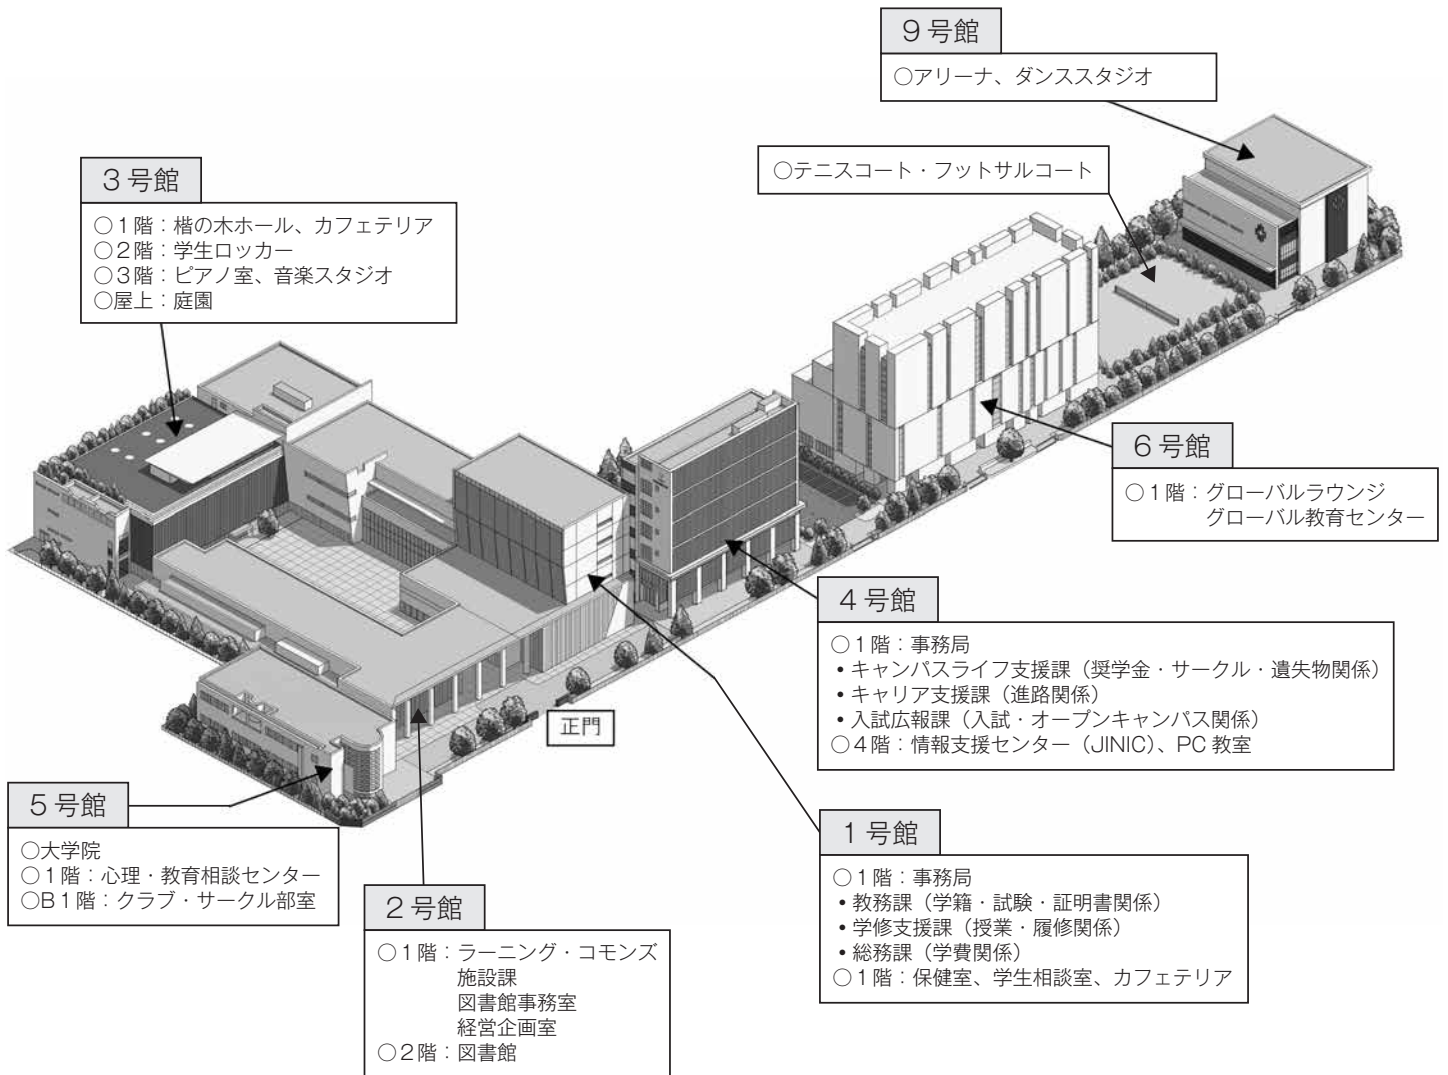 9号館
○アリーナ、ダンススタジオ
○テニスコート・フットサルコート
3号館
○1階：楷の木ホール、カフェテリア
○2階：学生ロッカー
○3階：ピアノ室、音楽スタジオ
○屋上：庭園
6号館
○1階：グローバルラウンジ
グローバル教育センター
4号館
○1階：事務局
•キャンパスライフ支援課（奨学金・サークル・遺失物関係）
•キャリア支援課（進路関係）
•入試広報課（入試・オープンキャンパス関係）
○4階：情報支援センター（JINIC）、PC教室
正門
5号館
○大学院
○1階：心理・教育相談センター
○B1階：クラブ・サークル部室
2号館
○1階：ラーニング・コモンズ
施設課
図書館事務室
経営企画室
○2階：図書館
1号館
○1階：事務局
•教務課（学籍・試験・証明書関係）
•学修支援課（授業・履修関係）
•総務課（学費関係）
○1階：保健室、学生相談室、カフェテリア